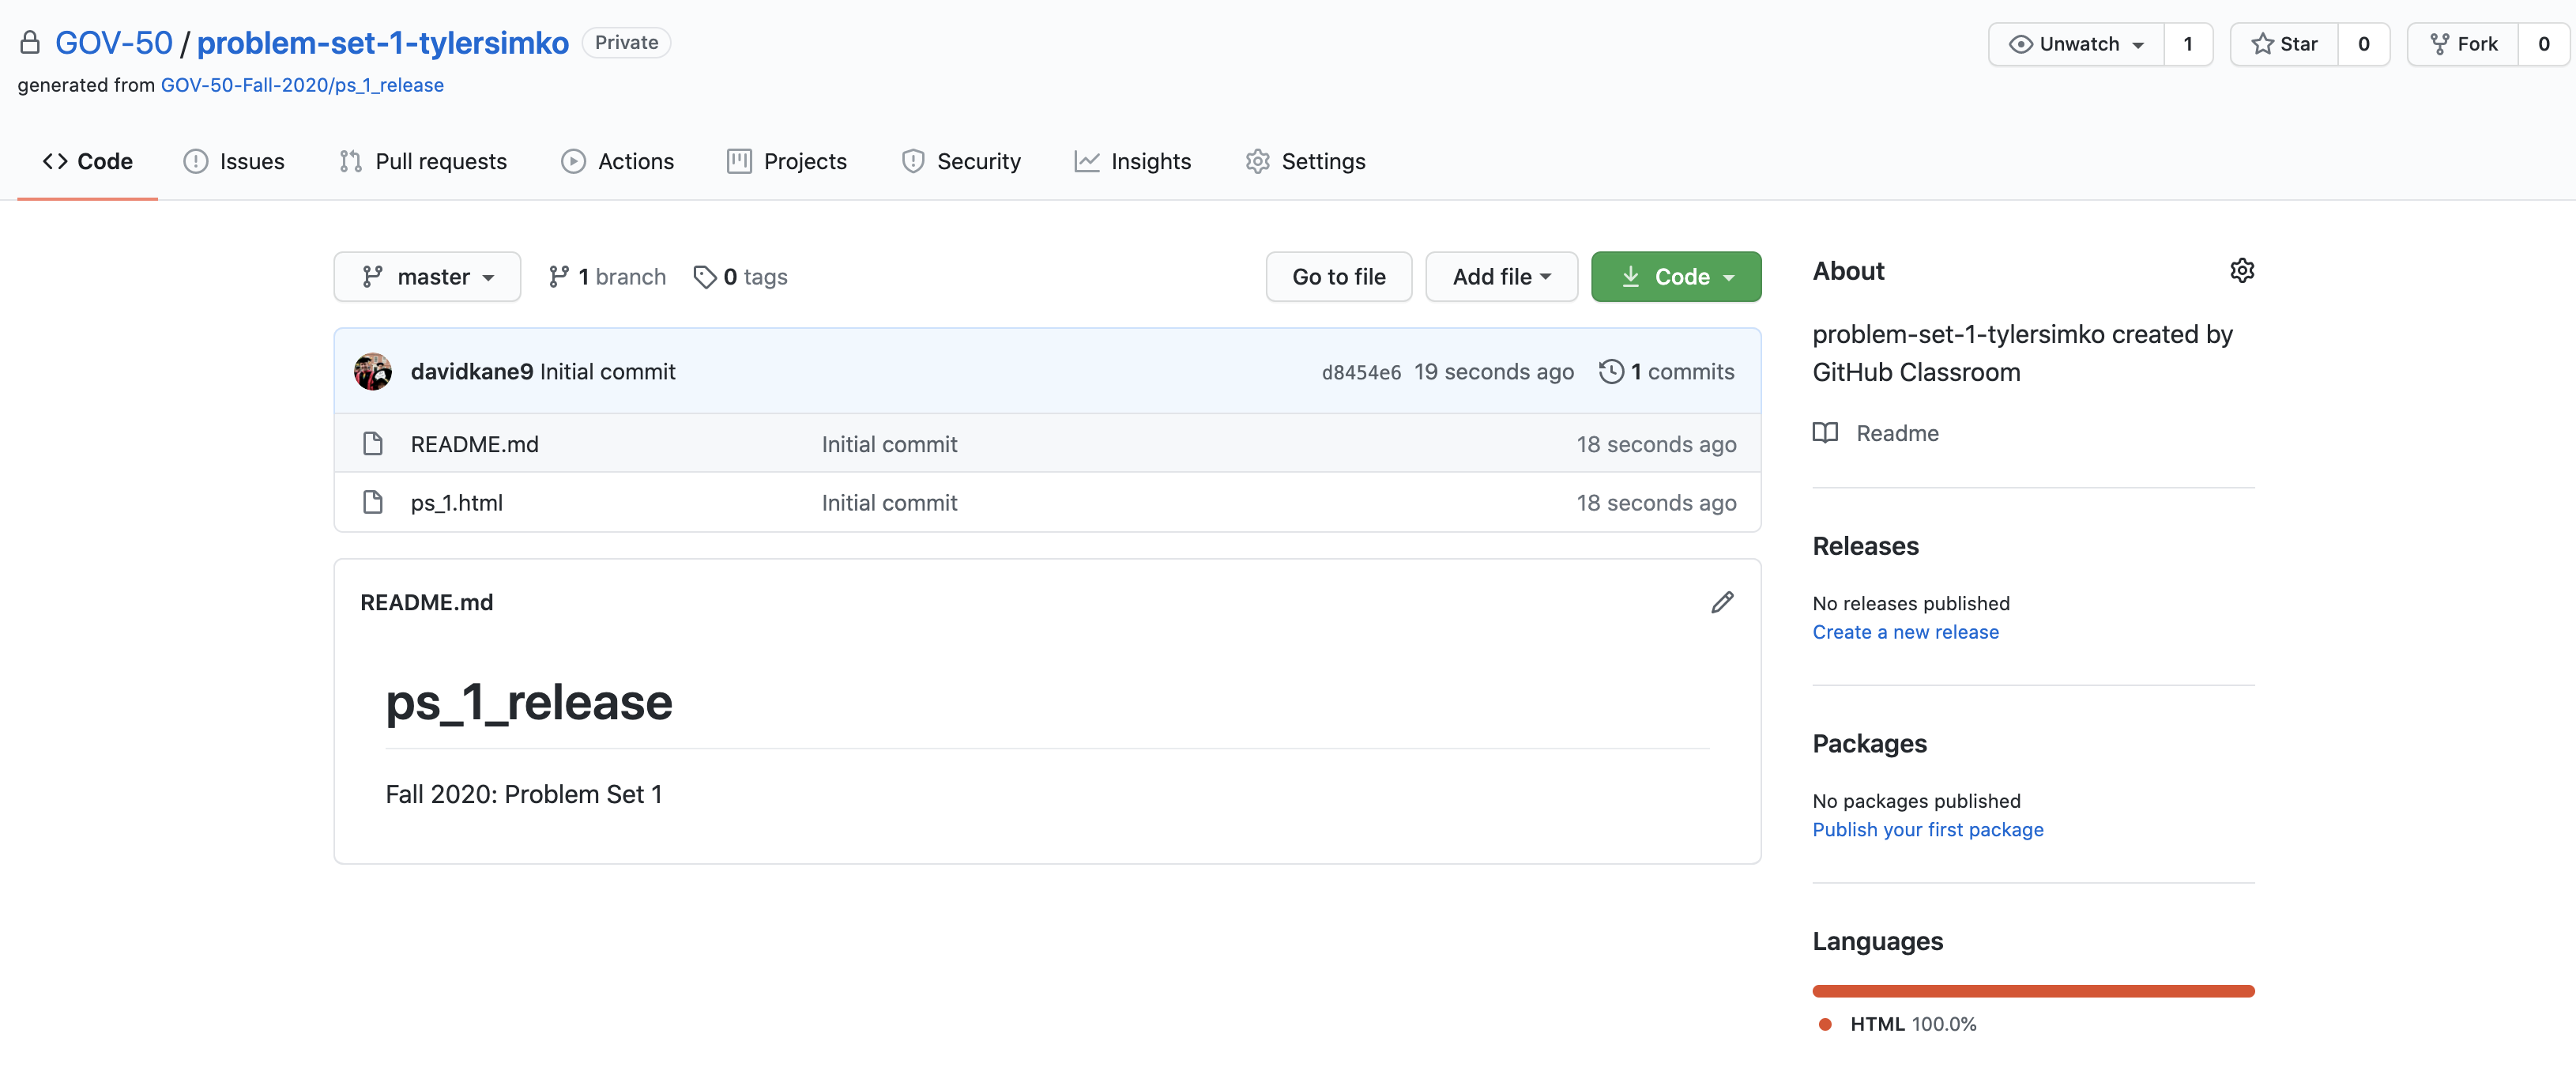 GOV-50 / problem-set-1-tylersimko Private Unwatch 1 Star 0 Fork 0
generated from GOV-50-Fall-2020/ps_1_release
Code Issues Pull requests Actions Projects Security Insights Settings
master 1 branch 0 tags Go to file Add file Code
davidkane9 Initial commit d8454e6 19 seconds ago 1 commits
README.md Initial commit 18 seconds ago
ps_1.html Initial commit 18 seconds ago
README.md
ps_1_release
Fall 2020: Problem Set 1
About
problem-set-1-tylersimko created by
GitHub Classroom
Readme
Releases
No releases published
Create a new release
Packages
No packages published
Publish your first package
Languages
HTML 100.0%